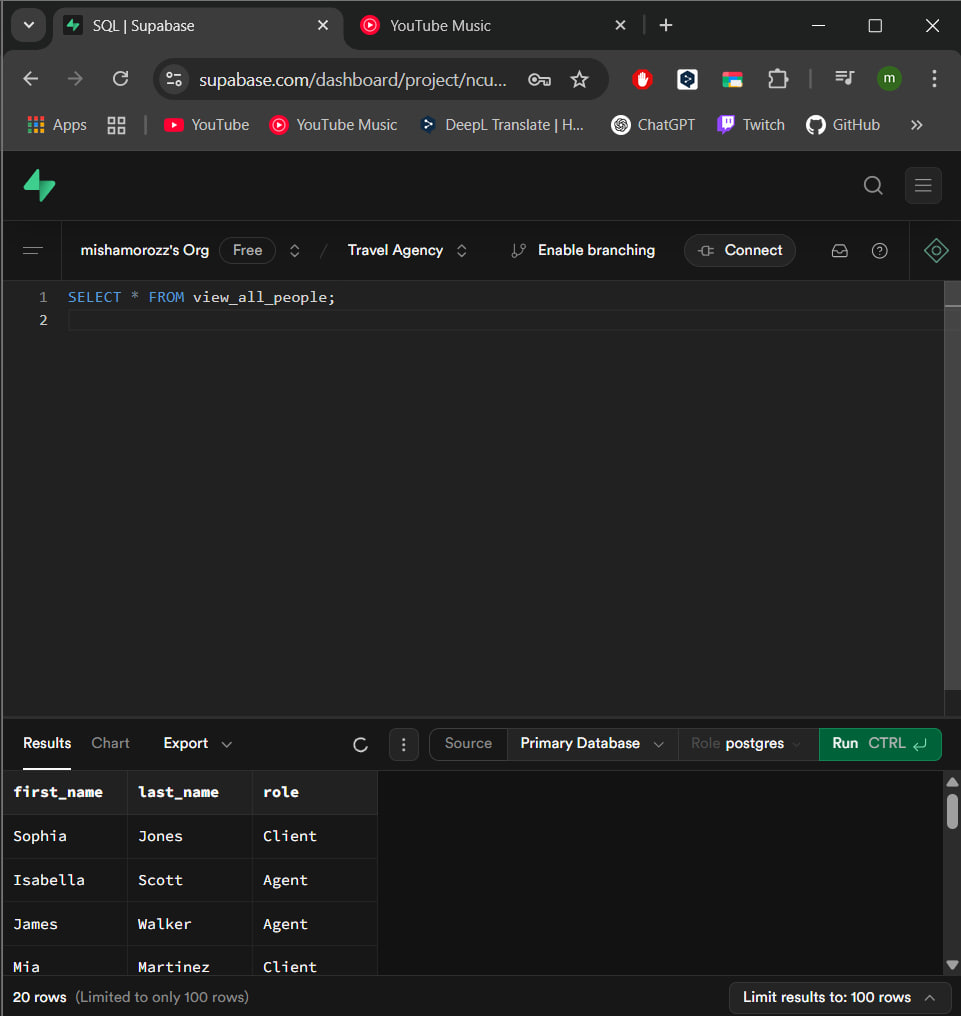 SQL | Supabase
YouTube Music
supabase.com/dashboard/project/ncu...
m
Apps
YouTube
YouTube Music
DeepL Translate | H...
ChatGPT
Twitch
GitHub
»
mishamorozz's Org Free / Travel Agency Enable branching Connect
1 SELECT * FROM view_all_people;
2
Results Chart Export Source Primary Database Role postgres Run CTRL
first_name last_name role
Sophia Jones Client
Isabella Scott Agent
James Walker Agent
Mia Martinez Client
20 rows (Limited to only 100 rows) Limit results to: 100 rows